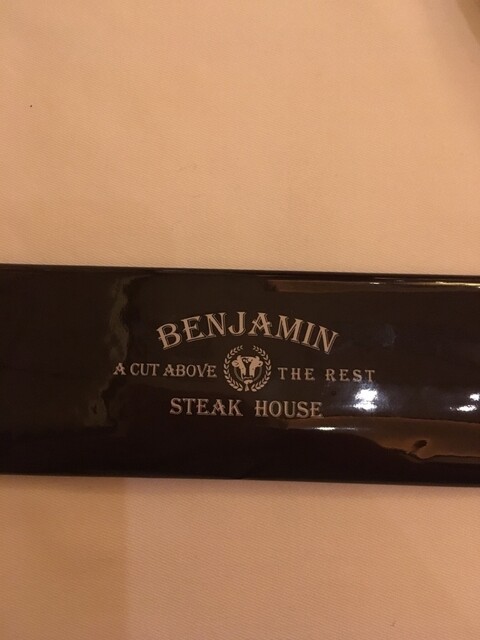 BENJAMIN
A CUT ABOVE THE REST
STEAK HOUSE